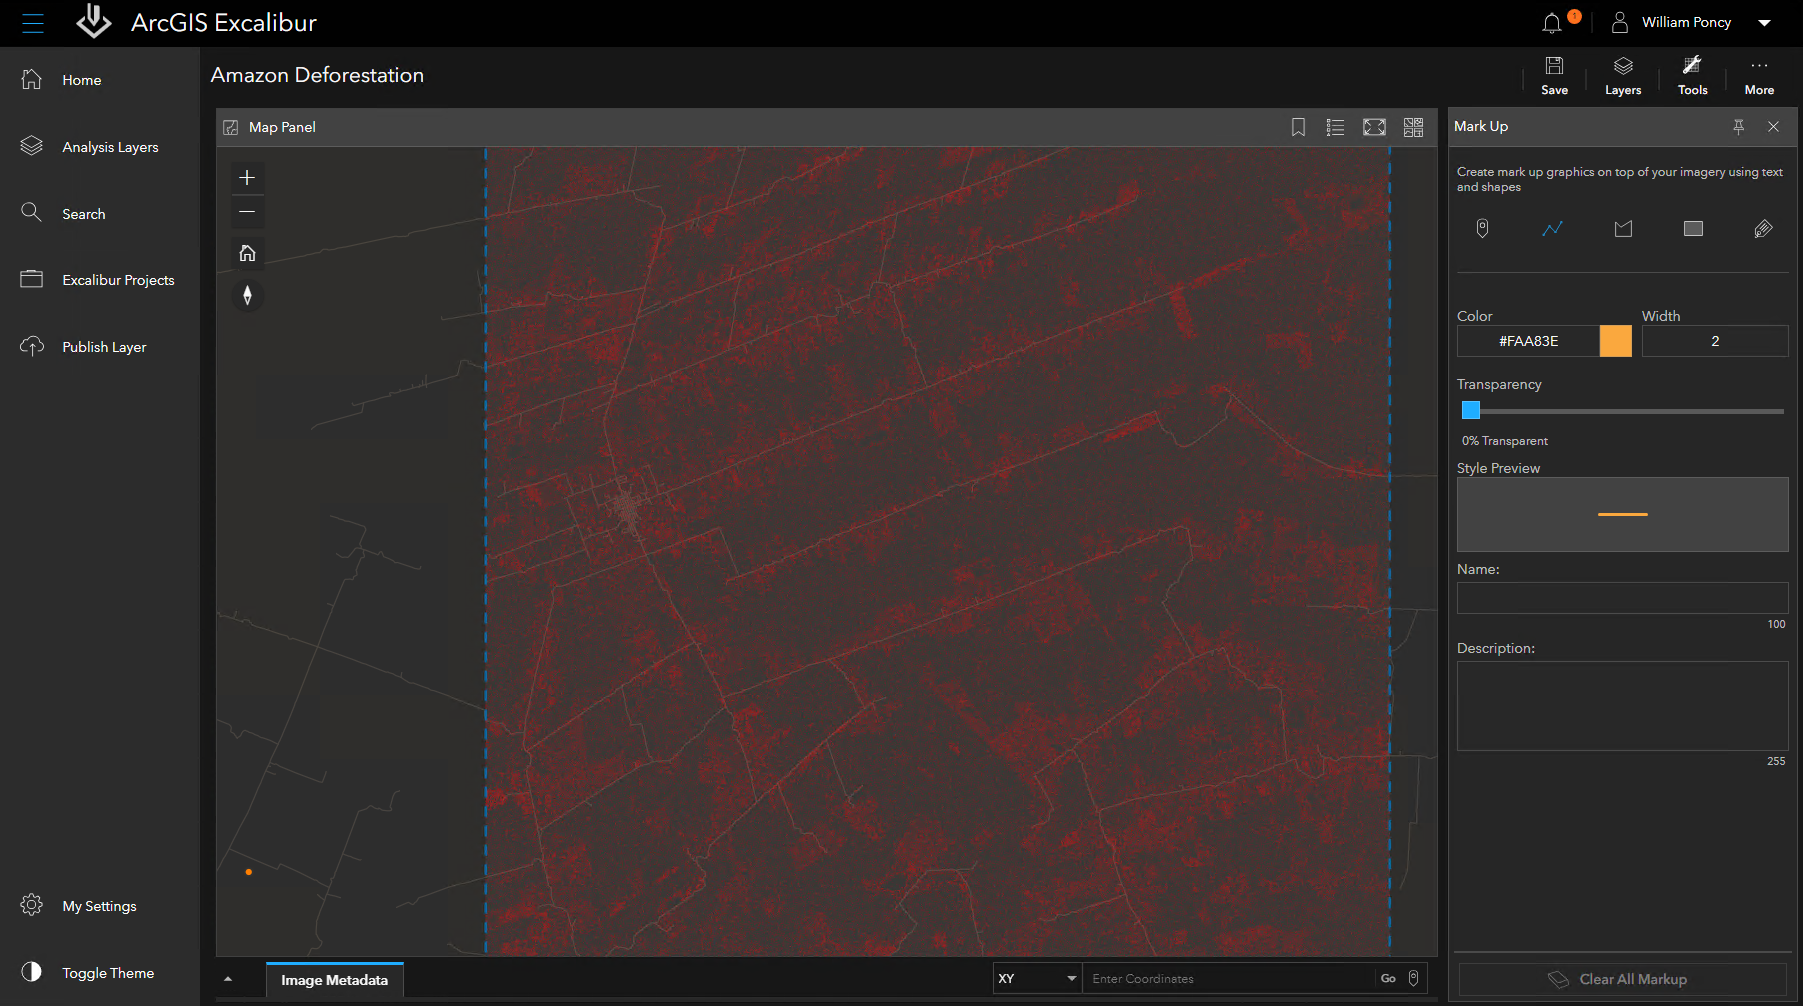 ArcGIS Excalibur
1
William Poncy
Home
Analysis Layers
Search
Excalibur Projects
Publish Layer
My Settings
Toggle Theme
Amazon Deforestation
Save
Layers
Tools
More
Map Panel
Image Metadata
XY
Enter Coordinates
Go
Mark Up
Create mark up graphics on top of your imagery using text
and shapes
Color
Width
#FAA83E
2
Transparency
0% Transparent
Style Preview
Name:
100
Description:
255
Clear All Markup